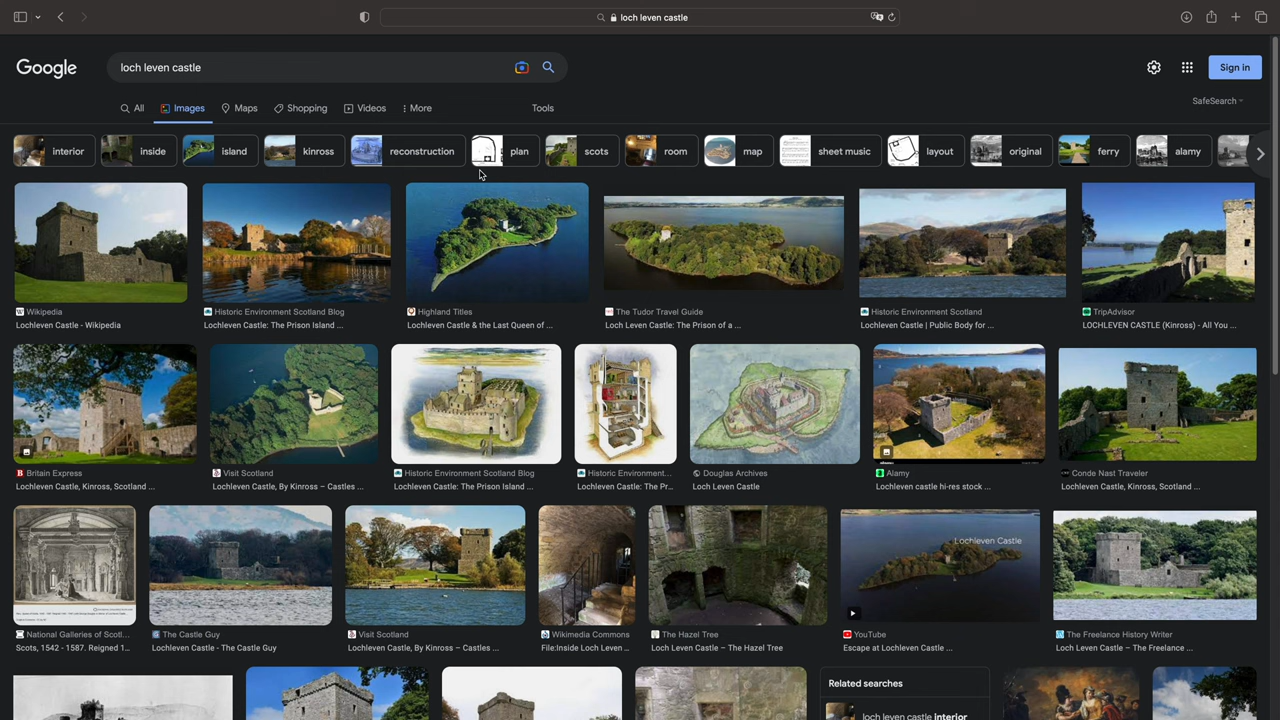 loch leven castle
Google
loch leven castle
Sign in
All
Images
Maps
Shopping
Videos
More
Tools
SafeSearch
interior
inside
island
kinross
reconstruction
plan
scots
room
map
sheet music
layout
original
ferry
alamy
Wikipedia
Lochleven Castle - Wikipedia
Historic Environment Scotland Blog
Lochleven Castle: The Prison Island ...
Highland Titles
Lochleven Castle & the Last Queen of ...
The Tudor Travel Guide
Loch Leven Castle: The Prison of a ...
Historic Environment Scotland
Lochleven Castle | Public Body for ...
TripAdvisor
LOCHLEVEN CASTLE (Kinross) - All You ...
Britain Express
Lochleven Castle, Kinross, Scotland ...
Visit Scotland
Lochleven Castle, By Kinross – Castles ...
Historic Environment Scotland Blog
Lochleven Castle: The Prison Island ...
Historic Environment...
Lochleven Castle: The Pr...
Douglas Archives
Loch Leven Castle
Alamy
Lochleven castle hi-res stock ...
Conde Nast Traveler
Lochleven Castle, Kinross, Scotland ...
National Galleries of Scotl...
Scots, 1542 - 1587. Reigned 1...
The Castle Guy
Lochleven Castle - The Castle Guy
Visit Scotland
Lochleven Castle, By Kinross – Castles ...
Wikimedia Commons
File:Inside Loch Leven ...
The Hazel Tree
Loch Leven Castle – The Hazel Tree
Lochleven Castle
YouTube
Escape at Lochleven Castle ...
The Freelance History Writer
Loch Leven Castle – The Freelance ...
Related searches
loch leven castle interior